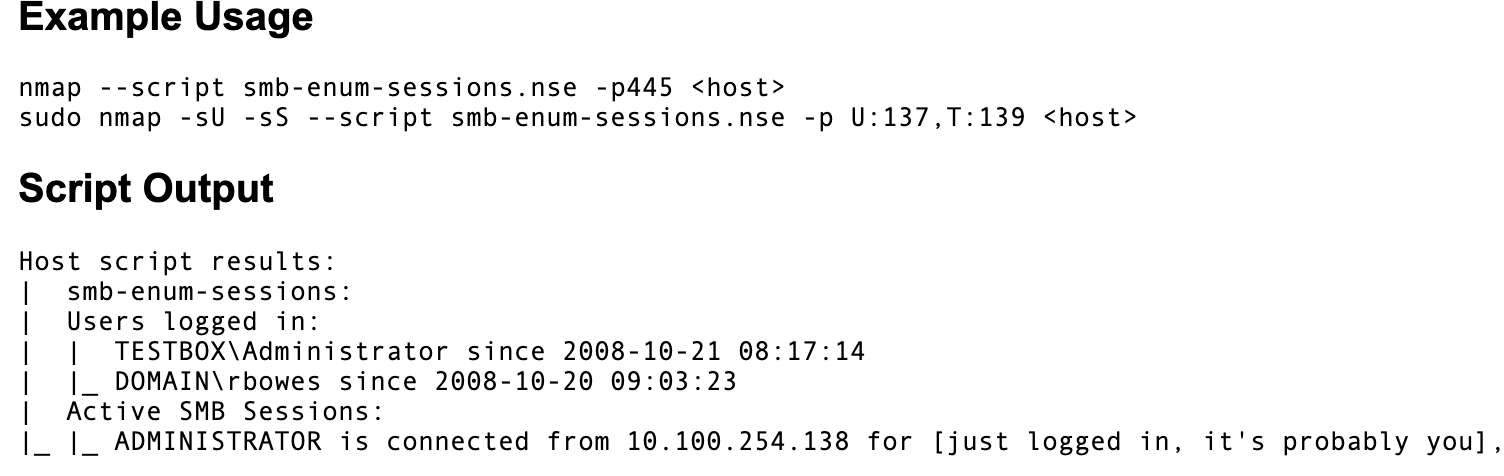 Example Usage
nmap --script smb-enum-sessions.nse -p445 <host>
sudo nmap -sU -sS --script smb-enum-sessions.nse -p U:137,T:139 <host>
Script Output
Host script results:
|  smb-enum-sessions:
|  Users logged in:
|  |  TESTBOX\Administrator since 2008-10-21 08:17:14
|  |_ DOMAIN\rbowes since 2008-10-20 09:03:23
|  Active SMB Sessions:
|_ |_ ADMINISTRATOR is connected from 10.100.254.138 for [just logged in, it's probably you],